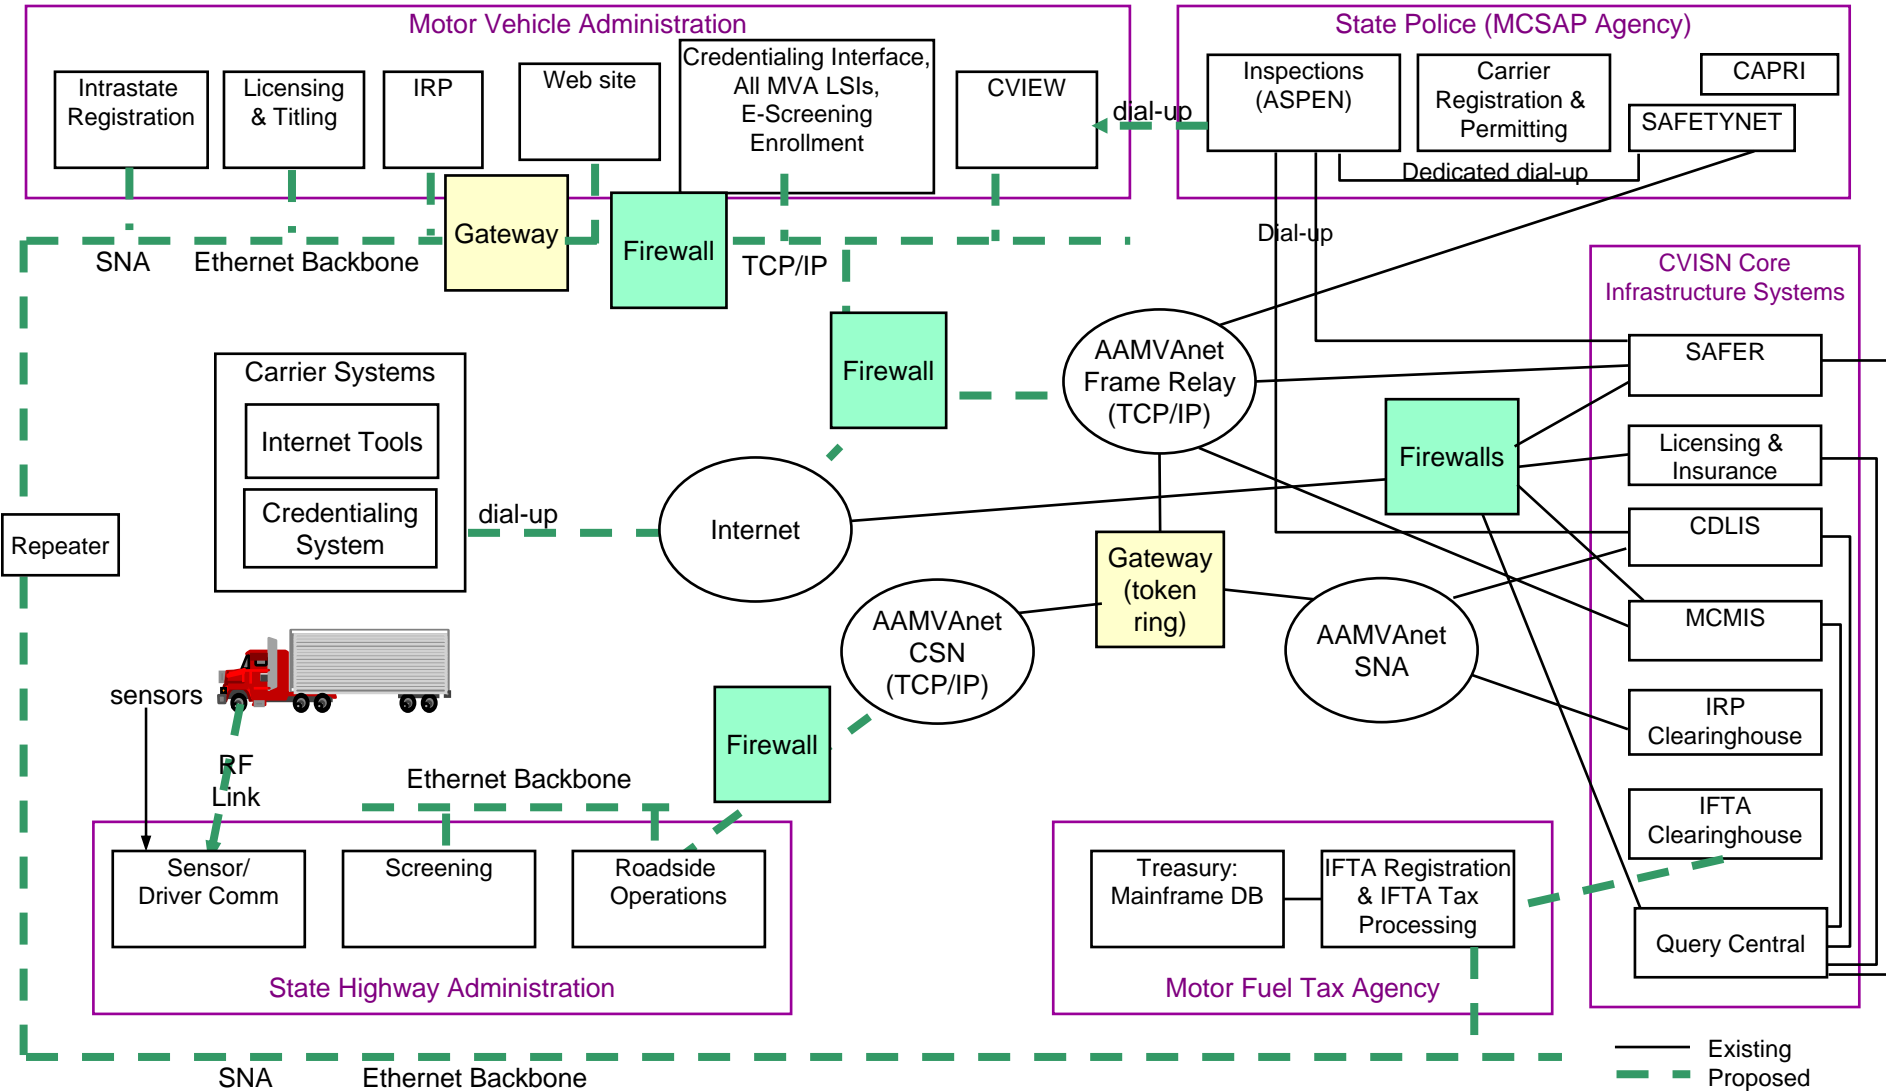 Motor Vehicle Administration
Intrastate
Registration
Licensing
& Titling
IRP
Web site
Credentialing Interface,
All MVA LSIs,
E-Screening
Enrollment
CVIEW
dial-up
State Police (MCSAP Agency)
Inspections
(ASPEN)
Carrier
Registration &
Permitting
CAPRI
SAFETYNET
Dedicated dial-up
Dial-up
Gateway
Firewall
SNA
Ethernet Backbone
TCP/IP
CVISN Core
Infrastructure Systems
SAFER
Licensing &
Insurance
CDLIS
MCMIS
IRP
Clearinghouse
IFTA
Clearinghouse
Query Central
Carrier Systems
Internet Tools
Credentialing
System
dial-up
Firewall
AAMVAnet
Frame Relay
(TCP/IP)
Firewalls
Internet
Repeater
Gateway
(token
ring)
AAMVAnet
CSN
(TCP/IP)
AAMVAnet
SNA
sensors
RF
Link
Firewall
Ethernet Backbone
Sensor/
Driver Comm
Screening
Roadside
Operations
State Highway Administration
Treasury:
Mainframe DB
IFTA Registration
& IFTA Tax
Processing
Motor Fuel Tax Agency
SNA
Ethernet Backbone
Existing
Proposed